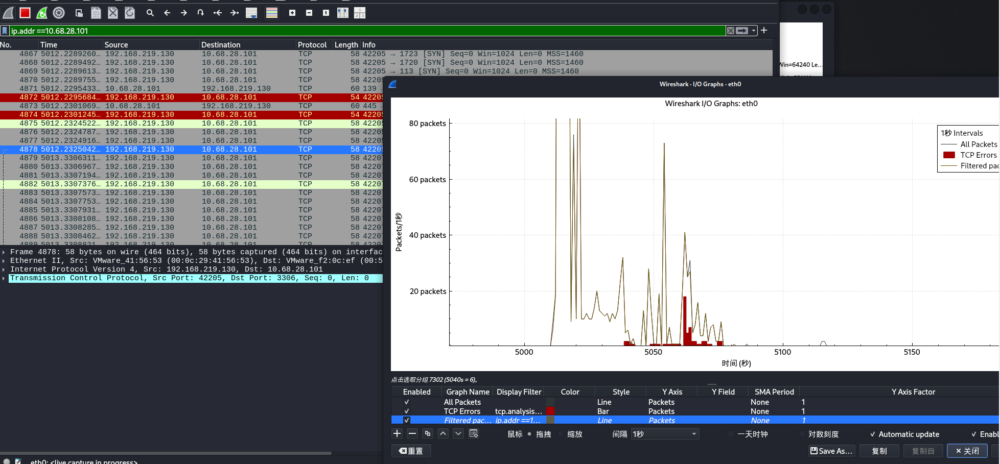 ip.addr ==10.68.28.101
No. Time Source Destination Protocol Length Info
4867 5012.2289260… 192.168.219.130 10.68.28.101 TCP 58 42205 → 1723 [SYN] Seq=0 Win=1024 Len=0 MSS=1460
4868 5012.2289492… 192.168.219.130 10.68.28.101 TCP 58 42205 → 1720 [SYN] Seq=0 Win=1024 Len=0 MSS=1460
4869 5012.2289613… 192.168.219.130 10.68.28.101 TCP 58 42205 → 113 [SYN] Seq=0 Win=1024 Len=0 MSS=1460
4870 5012.2289755… 192.168.219.130 10.68.28.101 TCP 58 42205
4871 5012.2295433… 10.68.28.101 192.168.219.130 TCP 60 139
4872 5012.2295684… 192.168.219.130 10.68.28.101 TCP 54 42205
4873 5012.2301069… 10.68.28.101 192.168.219.130 TCP 60 445
4874 5012.2301245… 192.168.219.130 10.68.28.101 TCP 54 42205
4875 5012.2324522… 192.168.219.130 10.68.28.101 TCP 58 42205
4876 5012.2324787… 192.168.219.130 10.68.28.101 TCP 58 42205
4877 5012.2324916… 192.168.219.130 10.68.28.101 TCP 58 42205
4878 5012.2325042… 192.168.219.130 10.68.28.101 TCP 58 42205
4879 5013.3306311… 192.168.219.130 10.68.28.101 TCP 58 42207
4880 5013.3306967… 192.168.219.130 10.68.28.101 TCP 58 42207
4881 5013.3307194… 192.168.219.130 10.68.28.101 TCP 58 42207
4882 5013.3307376… 192.168.219.130 10.68.28.101 TCP 58 42207
4883 5013.3307573… 192.168.219.130 10.68.28.101 TCP 58 42207
4884 5013.3307753… 192.168.219.130 10.68.28.101 TCP 58 42207
4885 5013.3307931… 192.168.219.130 10.68.28.101 TCP 58 42207
4886 5013.3308108… 192.168.219.130 10.68.28.101 TCP 58 42207
4887 5013.3308285… 192.168.219.130 10.68.28.101 TCP 58 42207
4888 5013.3308462… 192.168.219.130 10.68.28.101 TCP 58 42207
4889 5013.3308821 192.168.219.130 10.68.28.101 TCP 58 42207
Frame 4878: 58 bytes on wire (464 bits), 58 bytes captured (464 bits) on interfac
Ethernet II, Src: VMware_41:56:53 (00:0c:29:41:56:53), Dst: VMware_f2:0c:ef (00:5
Internet Protocol Version 4, Src: 192.168.219.130, Dst: 10.68.28.101
Transmission Control Protocol, Src Port: 42205, Dst Port: 3306, Seq: 0, Len: 0
eth0: <live capture in progress>
Win=64240 Le…
Wireshark · I/O Graphs · eth0
Wireshark I/O Graphs: eth0
80 packets
60 packets
40 packets
20 packets
Packets/1秒
1秒 Intervals
All Packets
TCP Errors
Filtered pac
5000 5050 5100 5150
时间 (秒)
点击选取分组 7302 (5040s = 6)。
Enabled Graph Name Display Filter Color Style Y Axis Y Field SMA Period Y Axis Factor
✓ All Packets Line Packets None 1
✓ TCP Errors tcp.analysis… Bar Packets None 1
✓ Filtered pac… ip.addr ==1… Line Packets None 1
鼠标 拖拽 缩放 间隔 1秒 一天时钟 对数刻度 ✓ Automatic update ✓ Enabl
重置 Save As… 复制 复制自 × 关闭